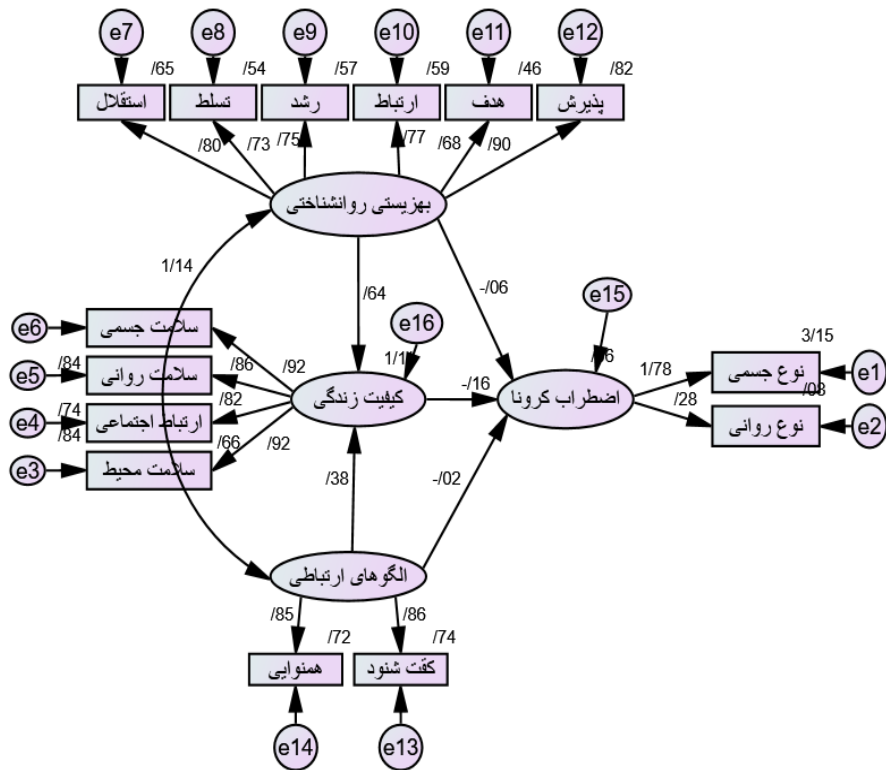 e7 e8 e9 e10 e11 e12
/65 /54 /57 /59 /46 /82
استقلال تسلط رشد ارتباط هدف پذیرش
/80 /73 /75 /77 /68 /90
بهزیستی روانشناختی
1/14
/64
-/06
e15
e16
e6
سلامت جسمی
/92
3/15
e5
/84
سلامت روانی
/86
کیفیت زندگی
-/16
اضطراب کرونا
1/78
نوع جسمی
e1
e4
/74
ارتباط اجتماعی
/82
/28
نوع روانی
/08
e2
/84
e3
سلامت محیط
/66
/92
/38
-/02
الگوهای ارتباطی
/85
/86
/72
/74
همنوایی
کفت شنود
e14
e13